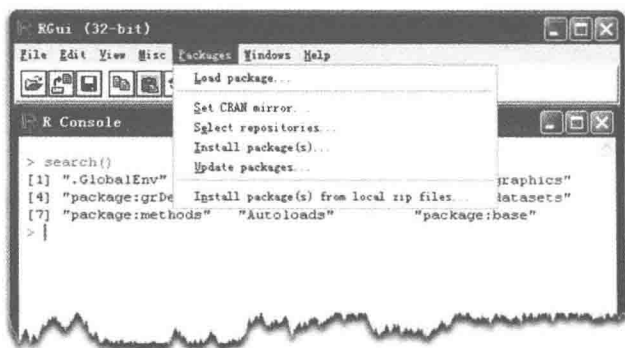 RGui (32-bit)
File Edit View Misc Packages Windows Help
Load package...
Set CRAN mirror...
Select repositories...
Install package(s)...
Update packages...
Install package(s) from local zip files...
R Console
> search()
[1] ".GlobalEnv" graphics"
[4] "package:grDe datasets"
[7] "package:methods" "Autoloads" "package:base"
>